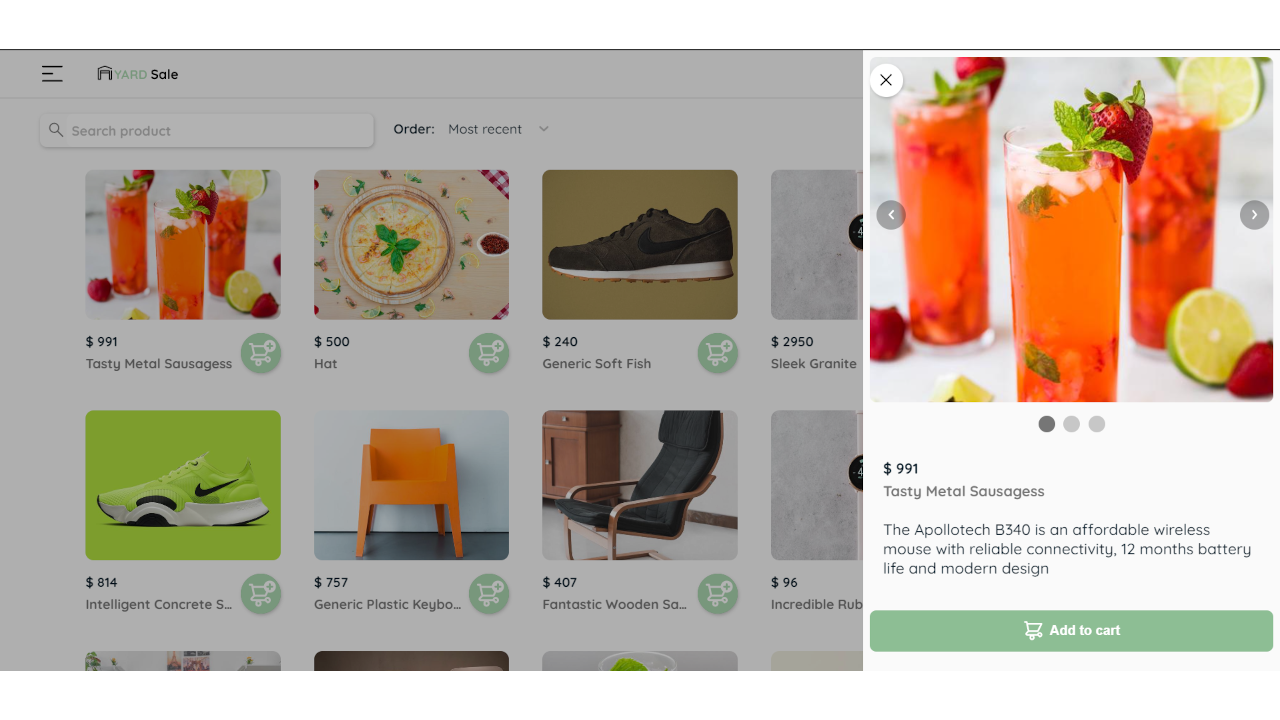 YARD Sale
Search product
Order: Most recent
$ 991
Tasty Metal Sausagess
$ 500
Hat
$ 240
Generic Soft Fish
$ 2950
Sleek Granite
$ 814
Intelligent Concrete S...
$ 757
Generic Plastic Keybo...
$ 407
Fantastic Wooden Sa...
$ 96
Incredible Rub
$ 991
Tasty Metal Sausagess
The Apollotech B340 is an affordable wireless
mouse with reliable connectivity, 12 months battery
life and modern design
Add to cart